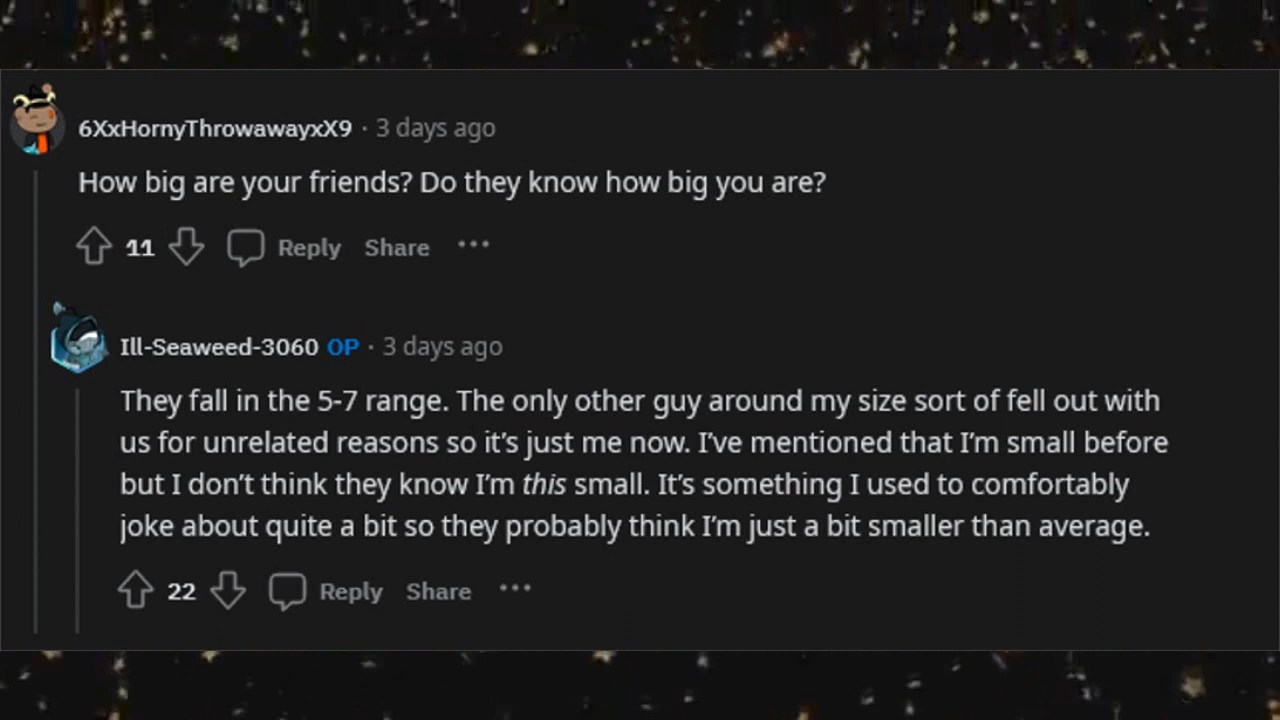 6XxHornyThrowawayxX9 · 3 days ago
How big are your friends? Do they know how big you are?
11 Reply Share •••
Ill-Seaweed-3060 OP · 3 days ago
They fall in the 5-7 range. The only other guy around my size sort of fell out with
us for unrelated reasons so it’s just me now. I’ve mentioned that I’m small before
but I don’t think they know I’m this small. It’s something I used to comfortably
joke about quite a bit so they probably think I’m just a bit smaller than average.
22 Reply Share •••